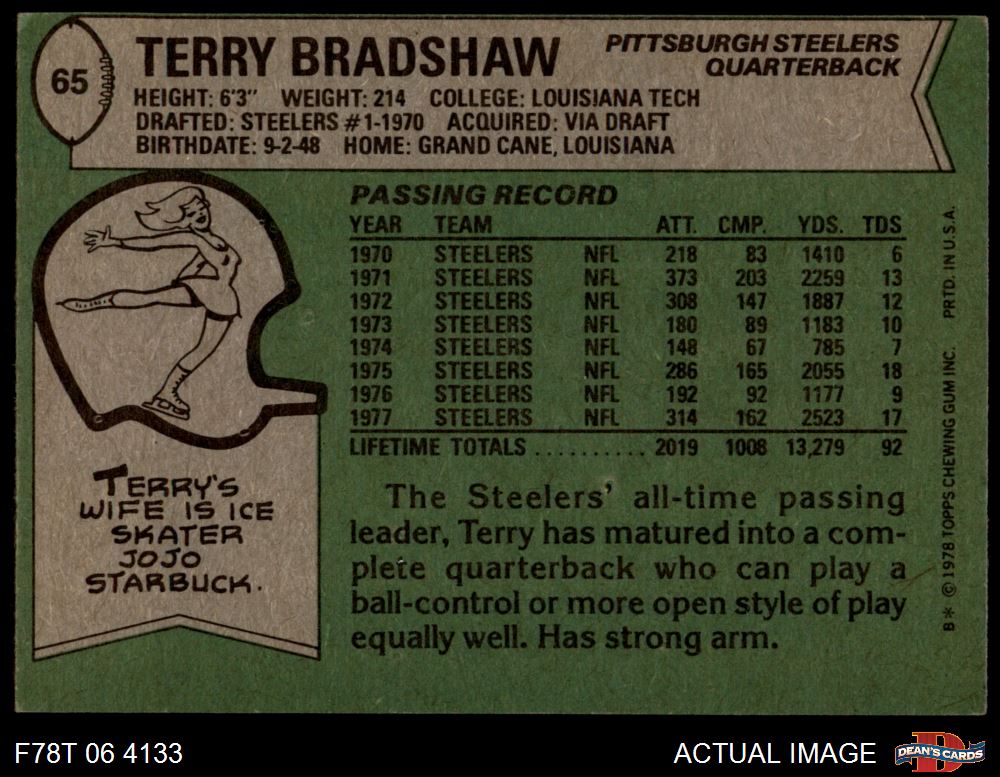 65
TERRY BRADSHAW
PITTSBURGH STEELERS
QUARTERBACK
HEIGHT: 6'3" WEIGHT: 214 COLLEGE: LOUISIANA TECH
DRAFTED: STEELERS #1-1970 ACQUIRED: VIA DRAFT
BIRTHDATE: 9-2-48 HOME: GRAND CANE, LOUISIANA
PASSING RECORD
YEAR TEAM ATT. CMP. YDS. TDS
1970 STEELERS NFL 218 83 1410 6
1971 STEELERS NFL 373 203 2259 13
1972 STEELERS NFL 308 147 1887 12
1973 STEELERS NFL 180 89 1183 10
1974 STEELERS NFL 148 67 785 7
1975 STEELERS NFL 286 165 2055 18
1976 STEELERS NFL 192 92 1177 9
1977 STEELERS NFL 314 162 2523 17
LIFETIME TOTALS .......... 2019 1008 13,279 92
TERRY'S
WIFE IS ICE
SKATER
JOJO
STARBUCK.
The Steelers' all-time passing
leader, Terry has matured into a com-
plete quarterback who can play a
ball-control or more open style of play
equally well. Has strong arm.
B* © 1978 TOPPS CHEWING GUM INC. PRTD. IN U.S.A.
F78T 06 4133
ACTUAL IMAGE
D
DEAN'S CARDS